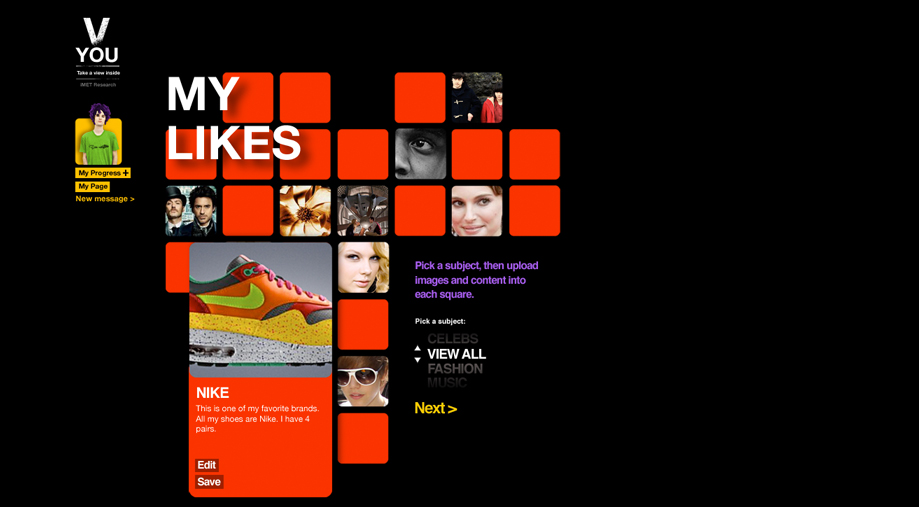 V
YOU
Take a view inside
IMET Research
My Progress +
My Page
New message >
MY
LIKES
NIKE
This is one of my favorite brands.
All my shoes are Nike. I have 4
pairs.
Edit
Save
Pick a subject, then upload
images and content into
each square.
Pick a subject:
CELEBS
VIEW ALL
FASHION
MUSIC
Next >